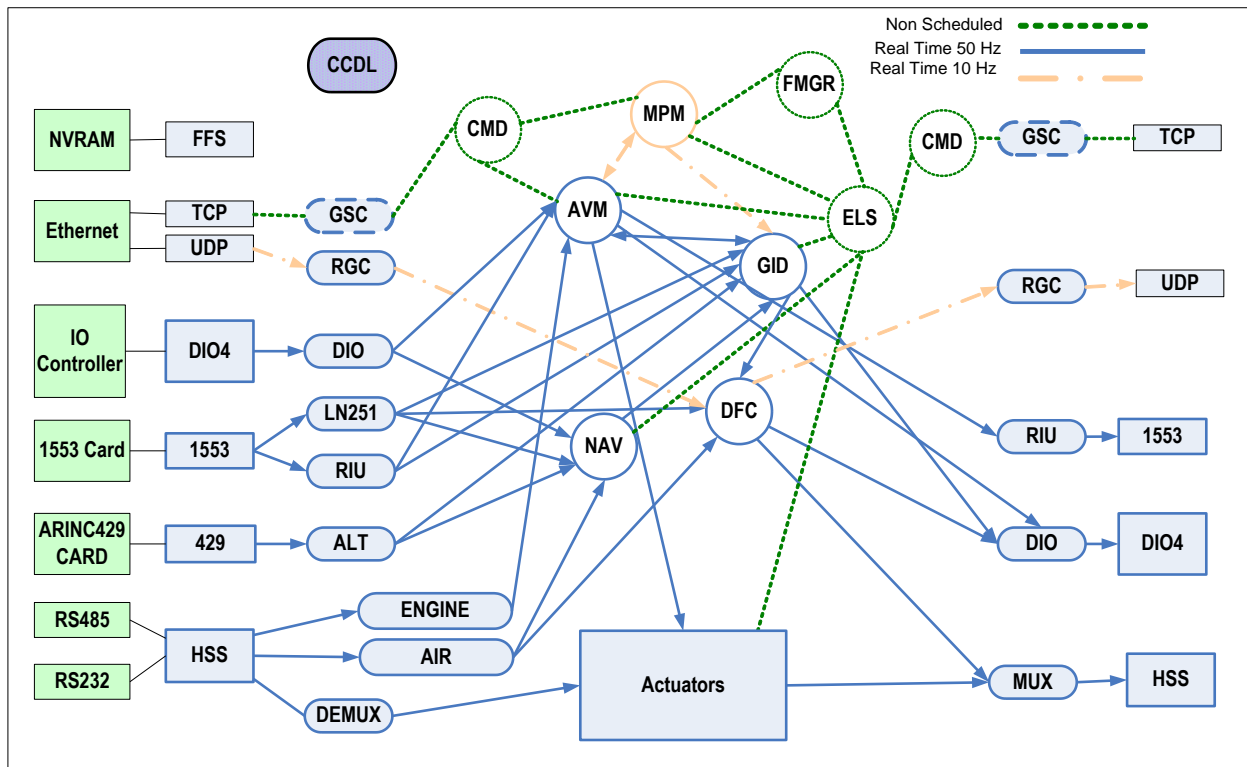 Non Scheduled
Real Time 50 Hz
Real Time 10 Hz
CCDL
FMGR
MPM
CMD
CMD
GSC
TCP
NVRAM
FFS
Ethernet
TCP
GSC
AVM
ELS
UDP
RGC
GID
RGC
UDP
IO
Controller
DIO4
DIO
LN251
DFC
1553 Card
1553
RIU
NAV
RIU
1553
ARINC429
CARD
429
ALT
DIO
DIO4
RS485
ENGINE
HSS
AIR
RS232
DEMUX
Actuators
MUX
HSS